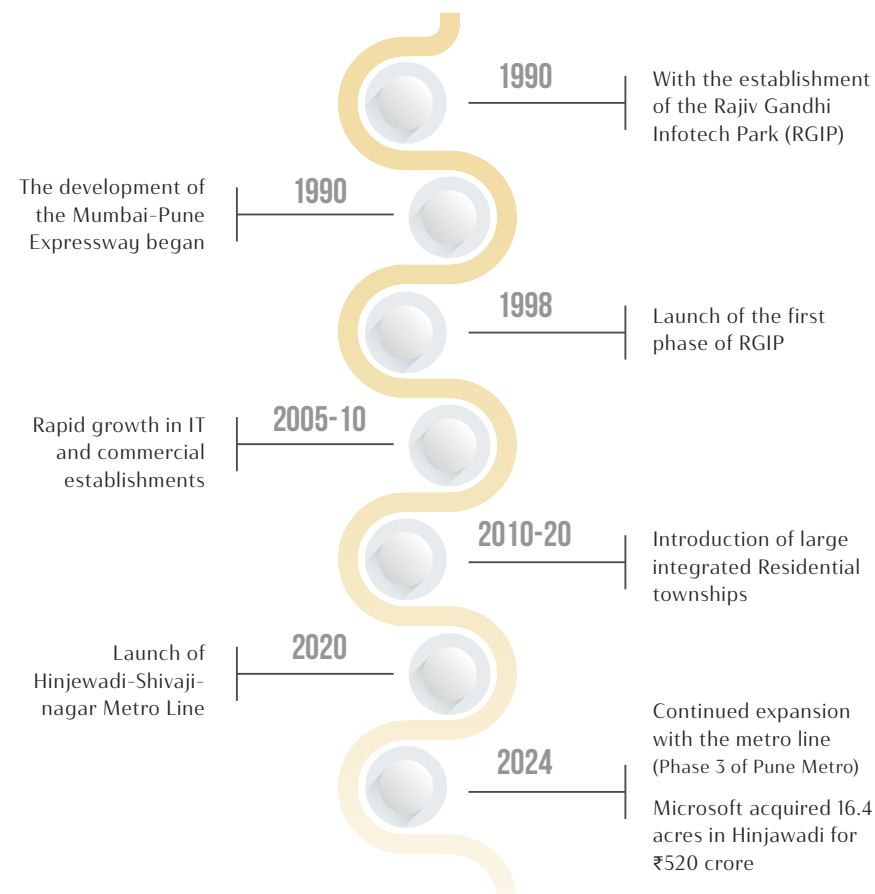 1990
With the establishment
of the Rajiv Gandhi
Infotech Park (RGIP)
1990
The development of
the Mumbai-Pune
Expressway began
1998
Launch of the first
phase of RGIP
2005-10
Rapid growth in IT
and commercial
establishments
2010-20
Introduction of large
integrated Residential
townships
2020
Launch of
Hinjewadi-Shivaji-
nagar Metro Line
2024
Continued expansion
with the metro line
(Phase 3 of Pune Metro)
Microsoft acquired 16.4
acres in Hinjawadi for
₹520 crore